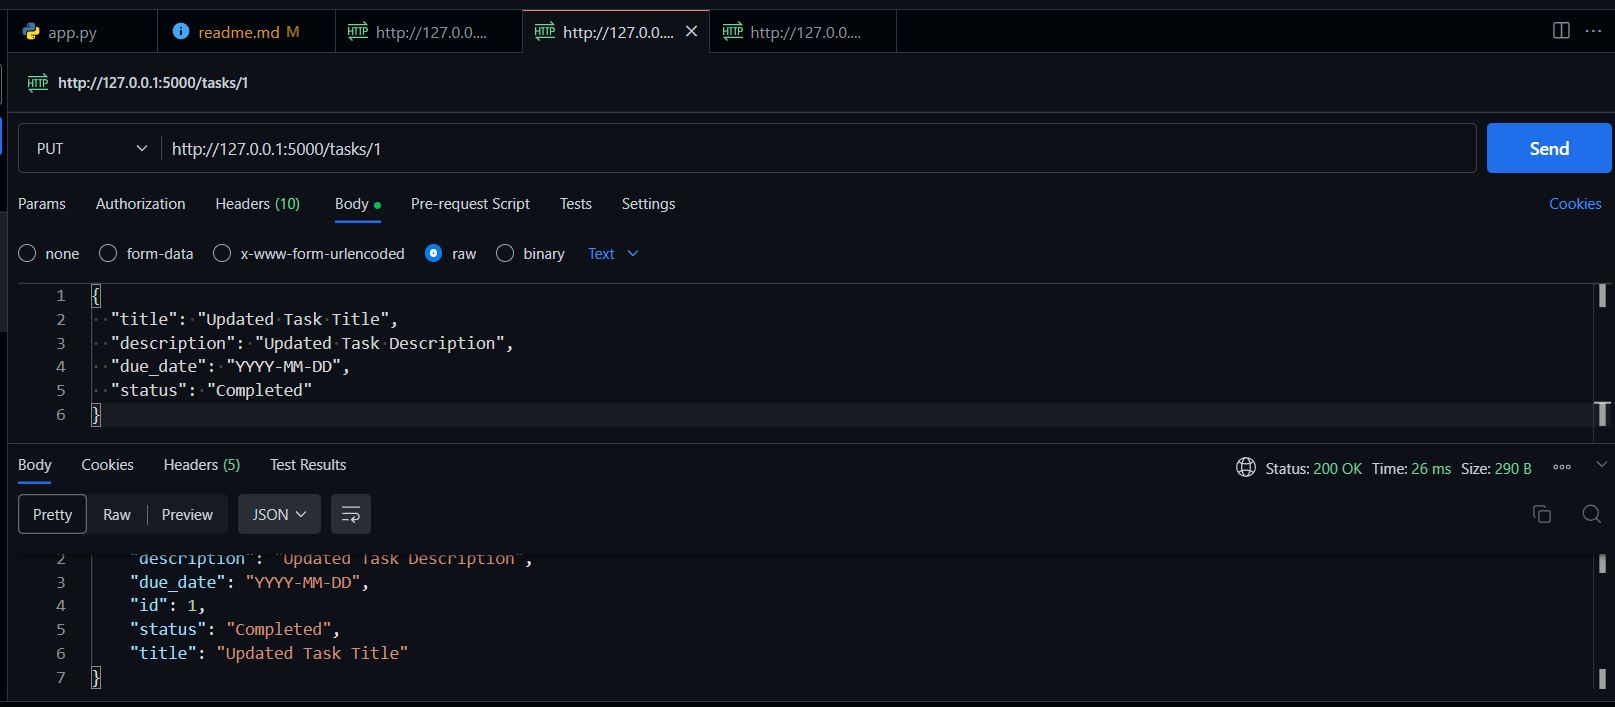 app.py readme.md M HTTP http://127.0.0.... HTTP http://127.0.0.... HTTP http://127.0.0....
HTTP http://127.0.0.1:5000/tasks/1
PUT http://127.0.0.1:5000/tasks/1 Send
Params Authorization Headers (10) Body Pre-request Script Tests Settings Cookies
none form-data x-www-form-urlencoded raw binary Text
1 {
2 "title": "Updated Task Title",
3 "description": "Updated Task Description",
4 "due_date": "YYYY-MM-DD",
5 "status": "Completed"
6 }
Body Cookies Headers (5) Test Results Status: 200 OK Time: 26 ms Size: 290 B
Pretty Raw Preview JSON
2 "description": "Updated Task Description",
3 "due_date": "YYYY-MM-DD",
4 "id": 1,
5 "status": "Completed",
6 "title": "Updated Task Title"
7 }